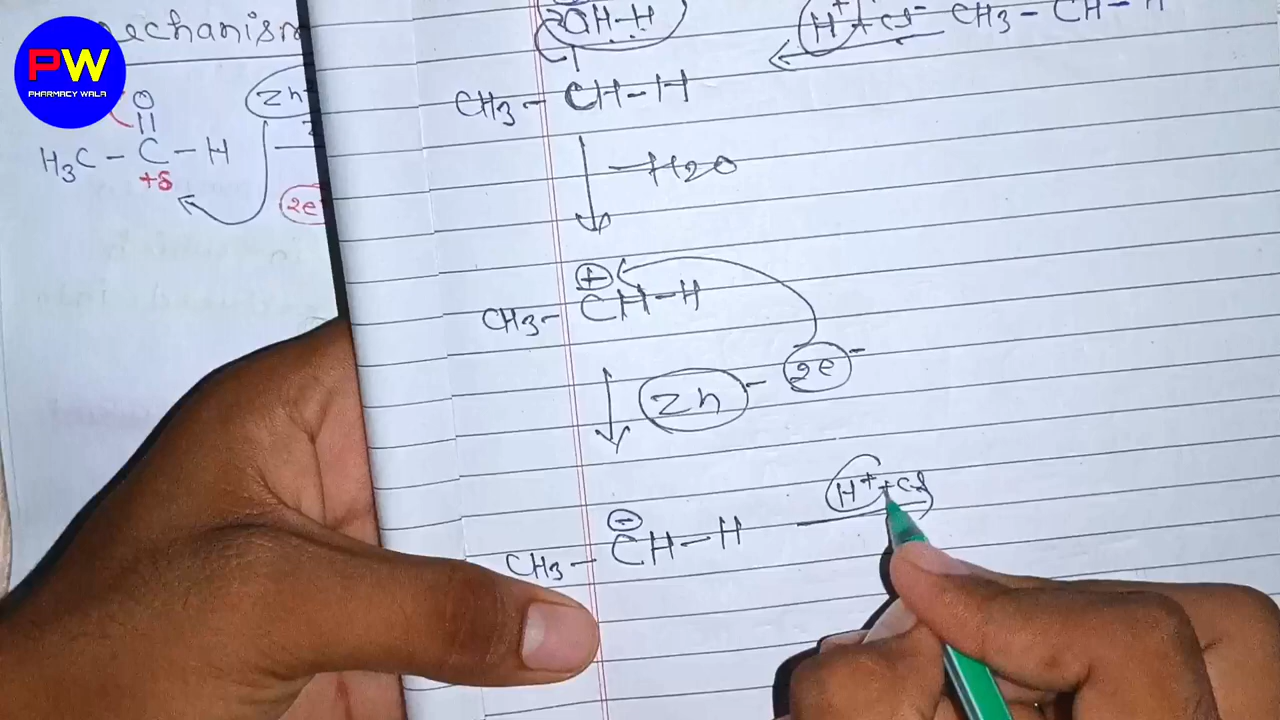 PW
PHARMACY WALA
mechanism
O
H3C - C - H
+δ
Zn
2e
OH-H
H+ + Cl-
CH3 - CH - H
CH3 - CH-H
-H2O
+
CH3 - CH-H
Zn - 2e-
-
CH3 - CH-H
H+ + Cl